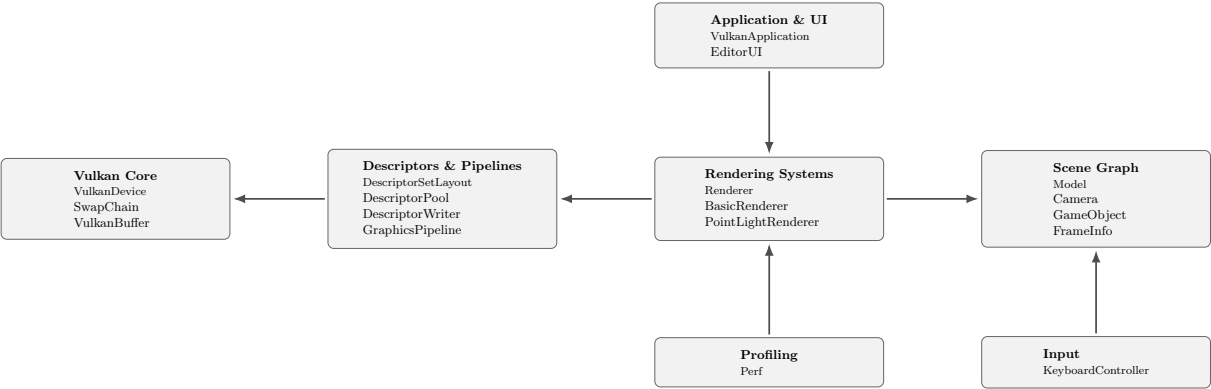 Application & UI
VulkanApplication
EditorUI
Vulkan Core
VulkanDevice
SwapChain
VulkanBuffer
Descriptors & Pipelines
DescriptorSetLayout
DescriptorPool
DescriptorWriter
GraphicsPipeline
Rendering Systems
Renderer
BasicRenderer
PointLightRenderer
Scene Graph
Model
Camera
GameObject
FrameInfo
Profiling
Perf
Input
KeyboardController